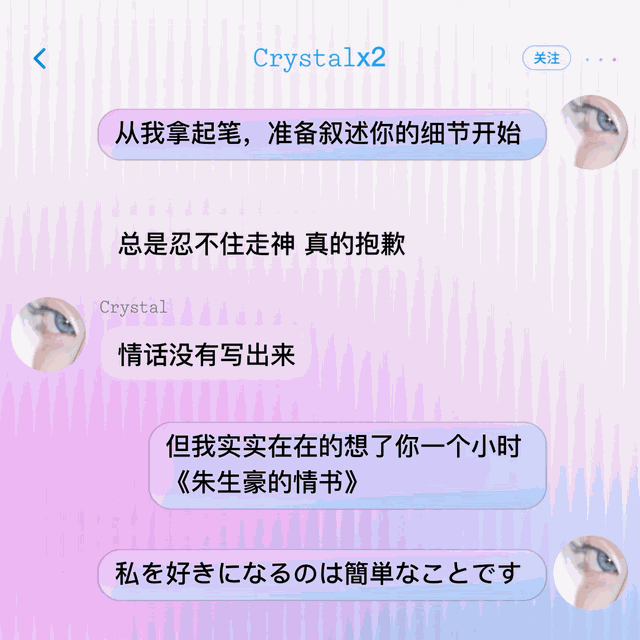 Crystalx2
关注
从我拿起笔，准备叙述你的细节开始
总是忍不住走神 真的抱歉
Crystal
情话没有写出来
但我实实在在的想了你一个小时
《朱生豪的情书》
私を好きになるのは簡単なことです